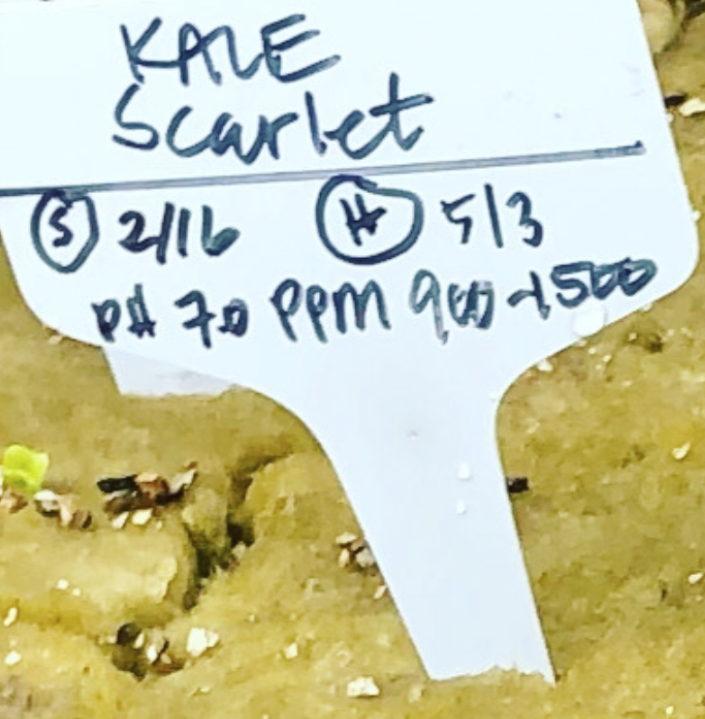 KALE
Scarlet
S 2/16 H 5/3
pH 7.0 PPM 900-1500